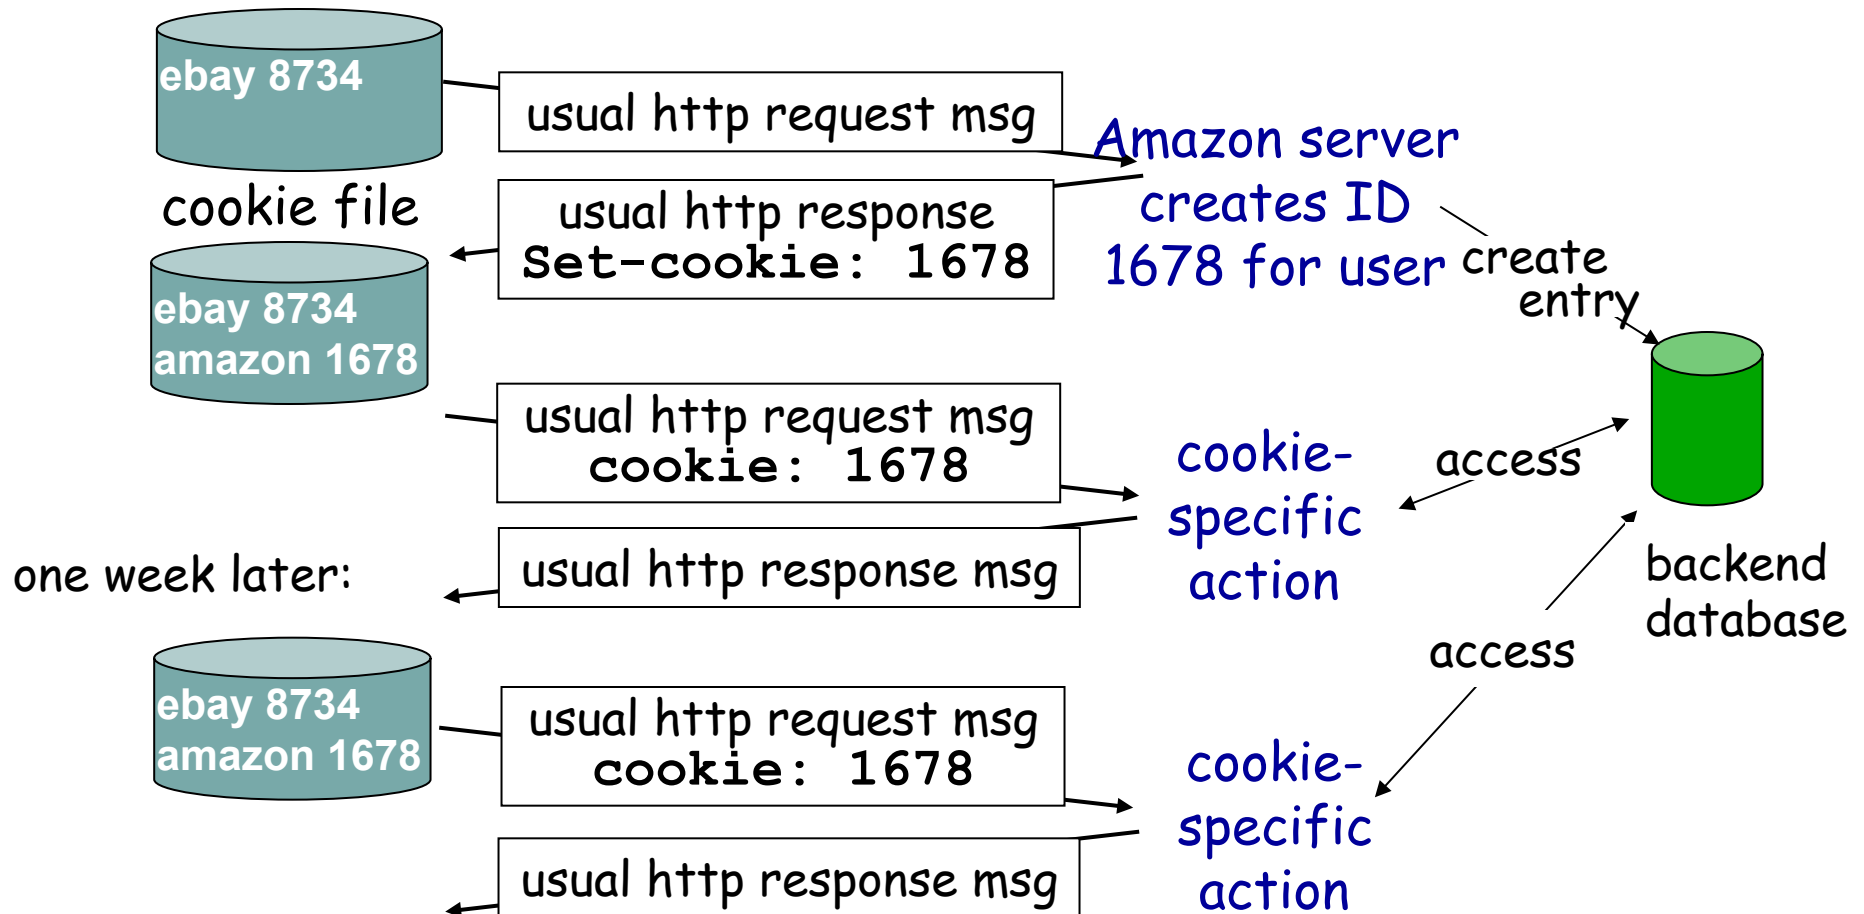 ebay 8734
usual http request msg
Amazon server
creates ID
1678 for user
cookie file
usual http response
Set-cookie: 1678
create
entry
ebay 8734
amazon 1678
usual http request msg
cookie: 1678
cookie-
specific
action
access
usual http response msg
one week later:
backend
database
access
ebay 8734
amazon 1678
usual http request msg
cookie: 1678
cookie-
specific
action
usual http response msg